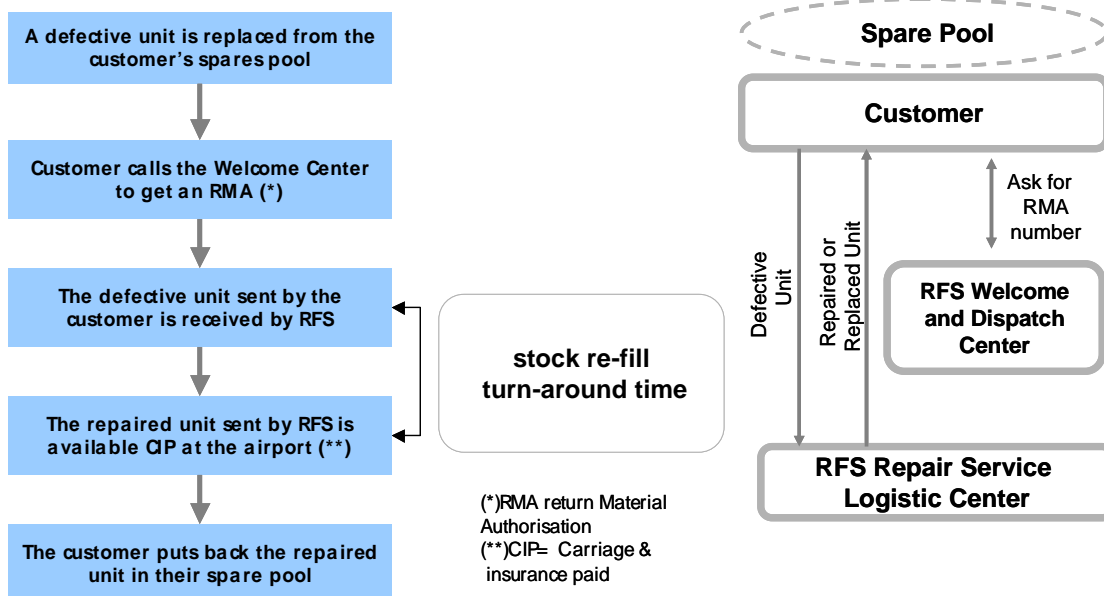 A defective unit is replaced from the
customer's spares pool
Customer calls the Welcome Center
to get an RMA (*)
The defective unit sent by the
customer is received by RFS
The repaired unit sent by RFS is
available CIP at the airport (**)
The customer puts back the repaired
unit in their spare pool
stock re-fill
turn-around time
(*)RMA return Material
Authorisation
(**)CIP= Carriage &
insurance paid
Spare Pool
Customer
Defective
Unit
Repaired or
Replaced Unit
Ask for
RMA
number
RFS Welcome
and Dispatch
Center
RFS Repair Service
Logistic Center